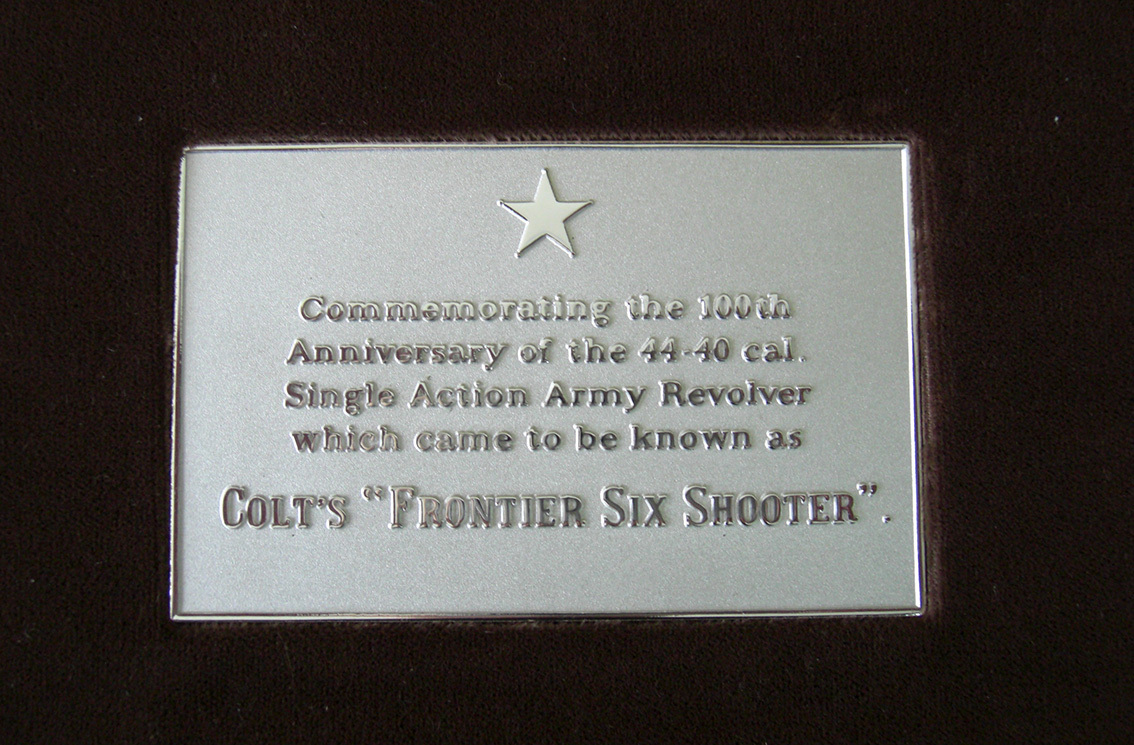 Commemorating the 100th
Anniversary of the 44-40 cal.
Single Action Army Revolver
which came to be known as
COLT'S “FRONTIER SIX SHOOTER”.